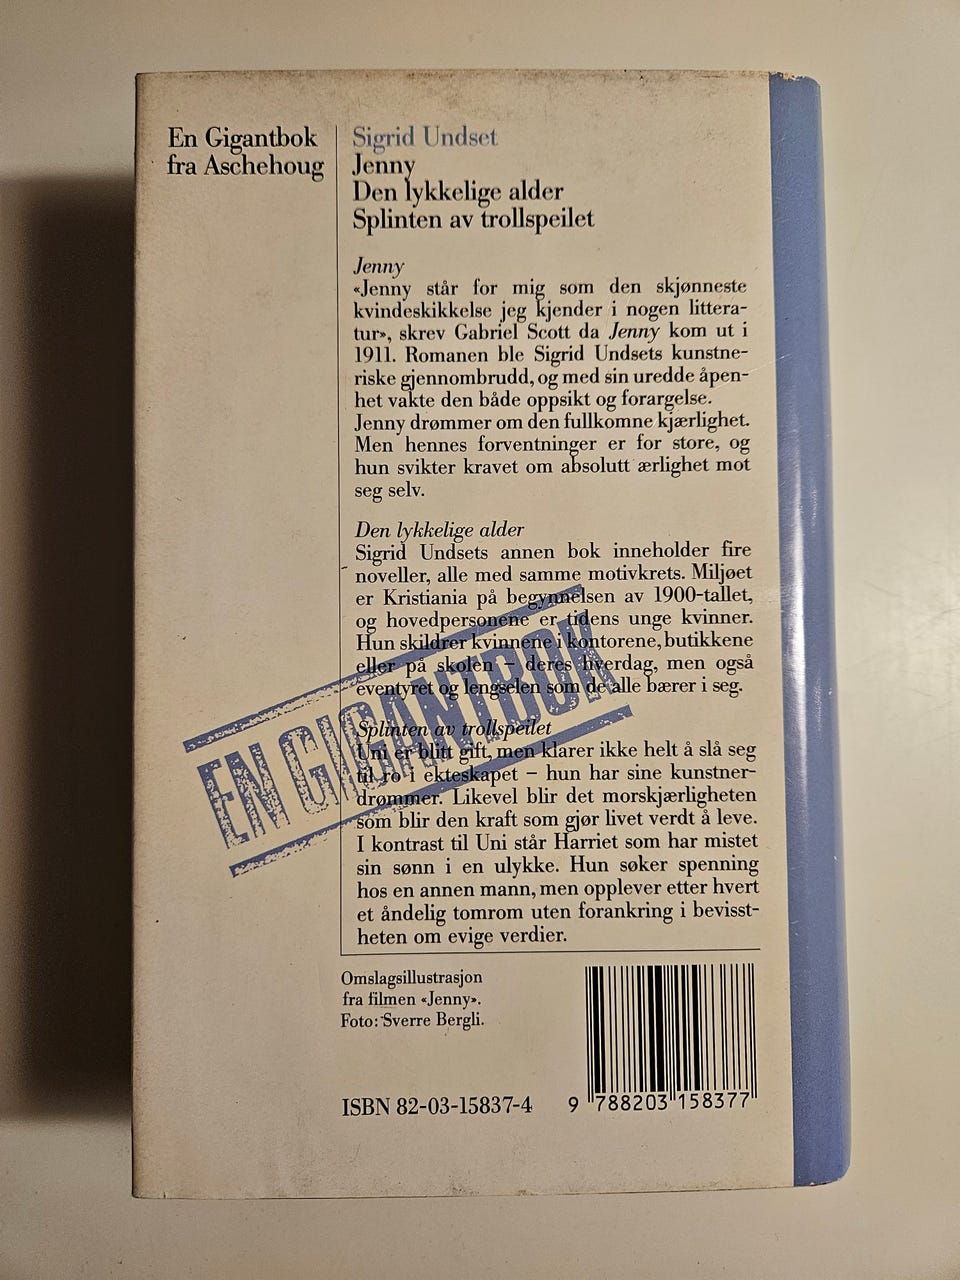 En Gigantbok
fra Aschehoug
Sigrid Undset
Jenny
Den lykkelige alder
Splinten av trollspeilet
Jenny
«Jenny står for mig som den skjønneste
kvindeskikkelse jeg kjender i nogen littera-
tur», skrev Gabriel Scott da Jenny kom ut i
1911. Romanen ble Sigrid Undsets kunstne-
riske gjennombrudd, og med sin uredde åpen-
het vakte den både oppsikt og forargelse.
Jenny drømmer om den fullkomne kjærlighet.
Men hennes forventninger er for store, og
hun svikter kravet om absolutt ærlighet mot
seg selv.
Den lykkelige alder
Sigrid Undsets annen bok inneholder fire
noveller, alle med samme motivkrets. Miljøet
er Kristiania på begynnelsen av 1900-tallet,
og hovedpersonene er tidens unge kvinner.
Hun skildrer kvinnene i kontorene, butikkene
eller på skolen – deres hverdag, men også
eventyret og lengselen som de alle bærer i seg.
EN GIGANTBOK
Splinten av trollspeilet
Uni er blitt gift, men klarer ikke helt å slå seg
til ro i ekteskapet – hun har sine kunstner-
drømmer. Likevel blir det morskjærligheten
som blir den kraft som gjør livet verdt å leve.
I kontrast til Uni står Harriet som har mistet
sin sønn i en ulykke. Hun søker spenning
hos en annen mann, men opplever etter hvert
et åndelig tomrom uten forankring i bevisst-
heten om evige verdier.
Omslagsillustrasjon
fra filmen «Jenny».
Foto: Sverre Bergli.
ISBN 82-03-15837-4
9 788203 158377